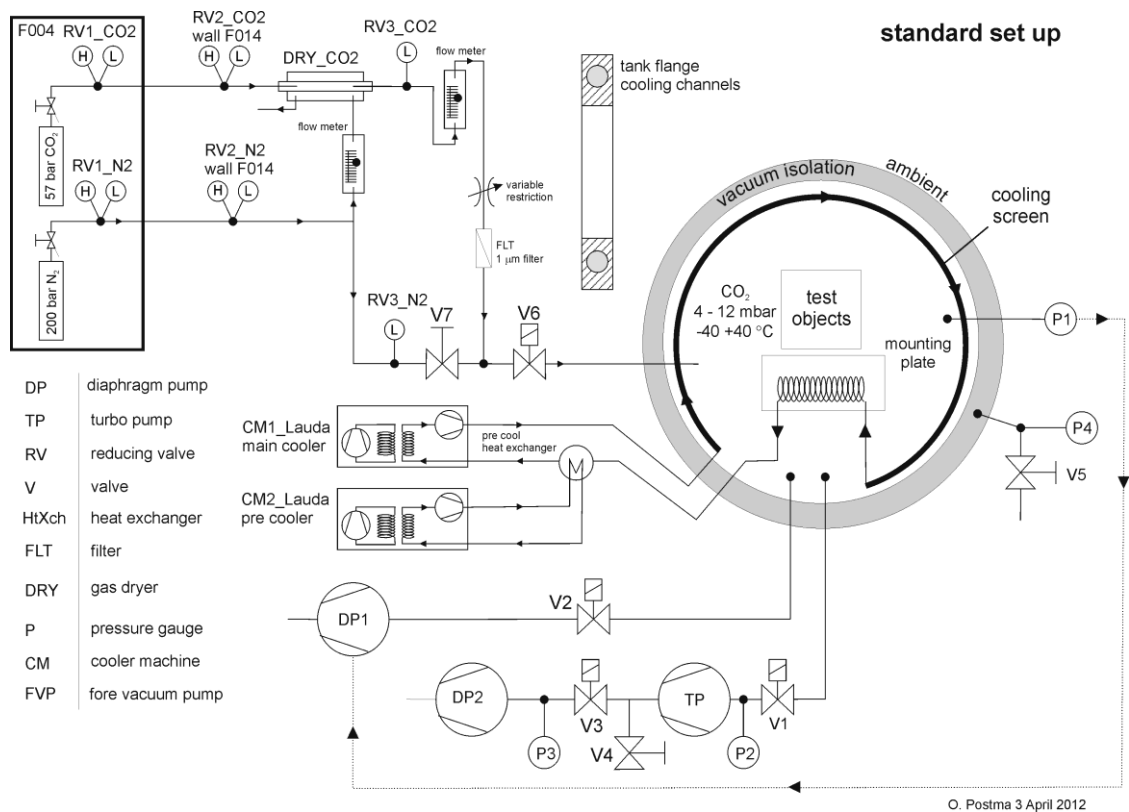 standard set up
F004
RV1_CO2
H
L
RV2_CO2
wall F014
H
L
DRY_CO2
RV3_CO2
L
flow meter
flow meter
57 bar CO₂
RV1_N2
H
L
RV2_N2
wall F014
H
L
200 bar N₂
variable
restriction
FLT
1 µm filter
RV3_N2
L
V7
V6
tank flange
cooling channels
vacuum isolation
ambient
cooling
screen
CO₂
4 - 12 mbar
-40 +40 °C
test
objects
mounting
plate
P1
P4
V5
CM1_Lauda
main cooler
pre cool
heat exchanger
CM2_Lauda
pre cooler
DP diaphragm pump
TP turbo pump
RV reducing valve
V valve
HtXch heat exchanger
FLT filter
DRY gas dryer
P pressure gauge
CM cooler machine
FVP fore vacuum pump
DP1
V2
DP2
P3
V3
V4
TP
P2
V1
O. Postma 3 April 2012